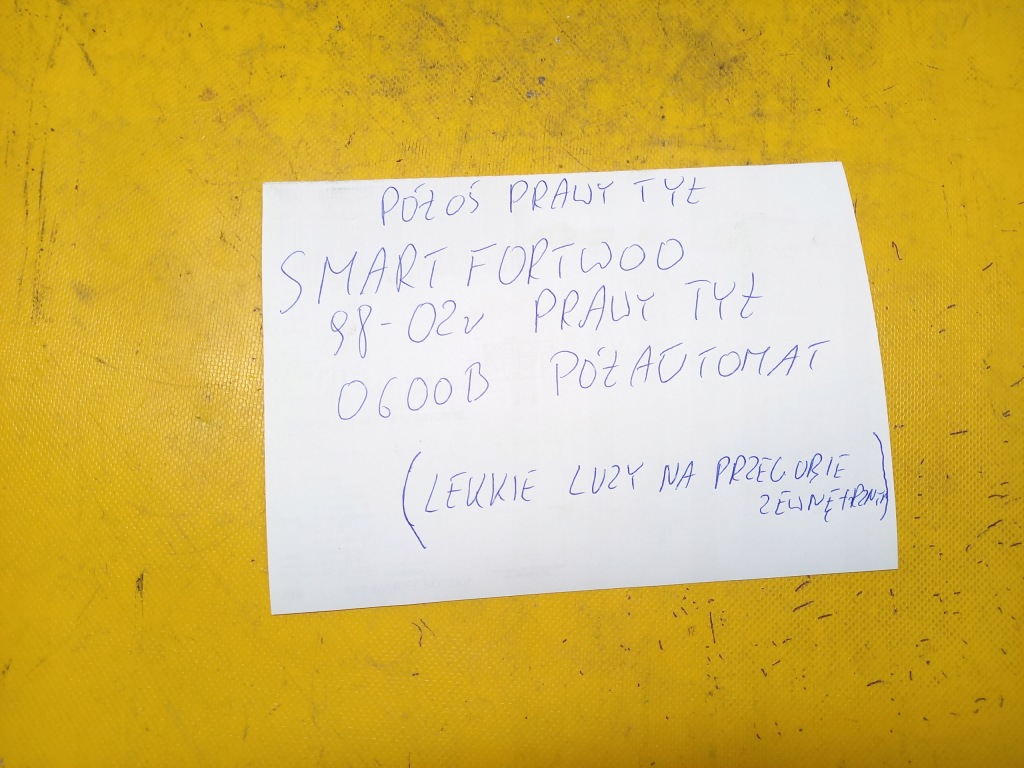 PÓŁOŚ PRAWY TYŁ
SMART FORTWOO
98-02r PRAWY TYŁ
0600B PÓŁAUTOMAT
(LEKKIE LUZY NA PRZEGUBIE
ZEWNĘTRZNYM)